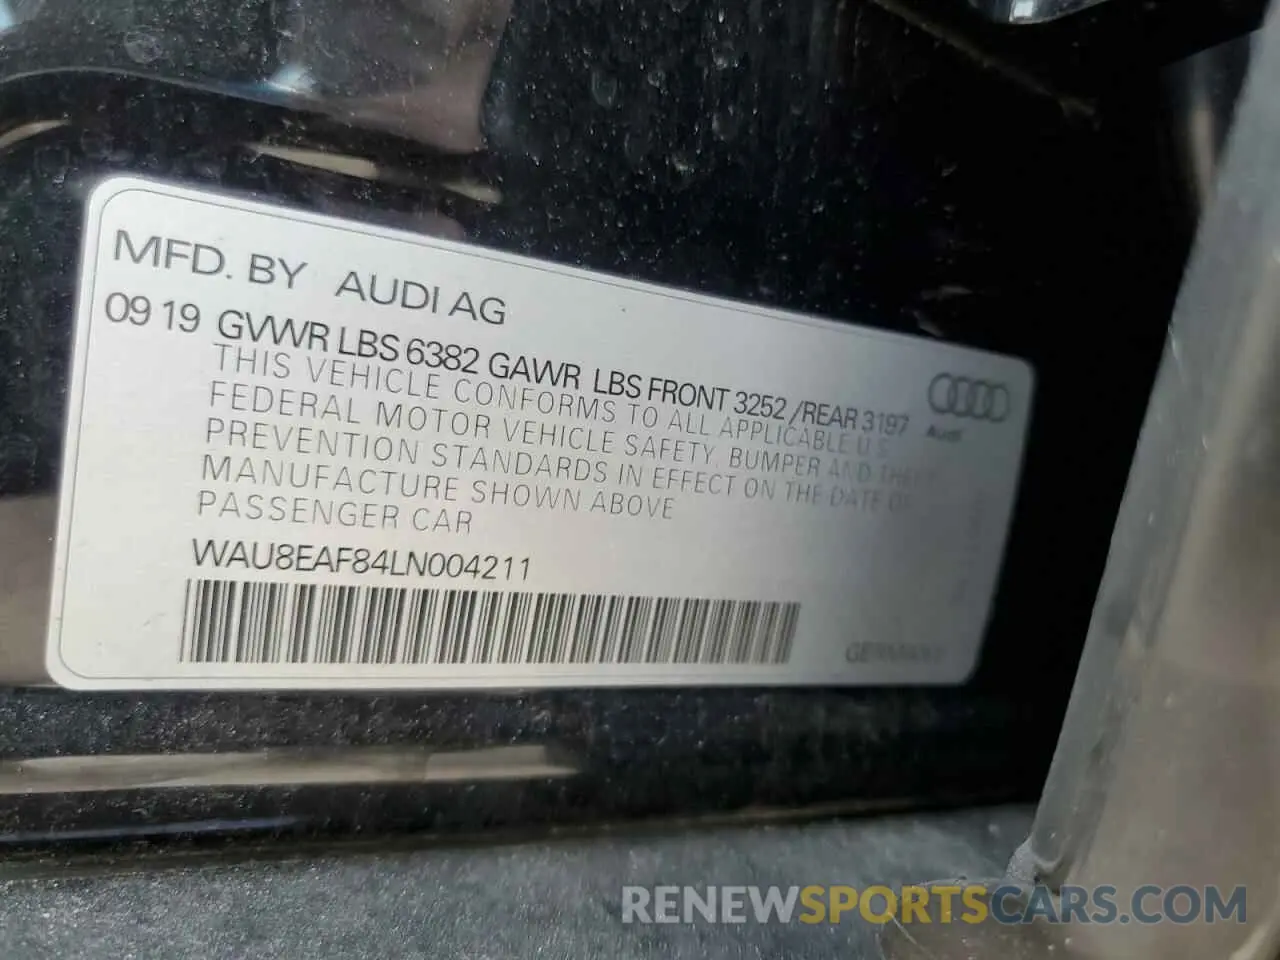 MFD. BY AUDI AG
09 19 GVWR LBS 6382 GAWR LBS FRONT 3252 /REAR 3197
THIS VEHICLE CONFORMS TO ALL APPLICABLE U.S.
FEDERAL MOTOR VEHICLE SAFETY, BUMPER AND THEFT
PREVENTION STANDARDS IN EFFECT ON THE DATE OF
MANUFACTURE SHOWN ABOVE
PASSENGER CAR
WAU8EAF84LN004211
Audi
GERMANY
RENEWSPORTSCARS.COM